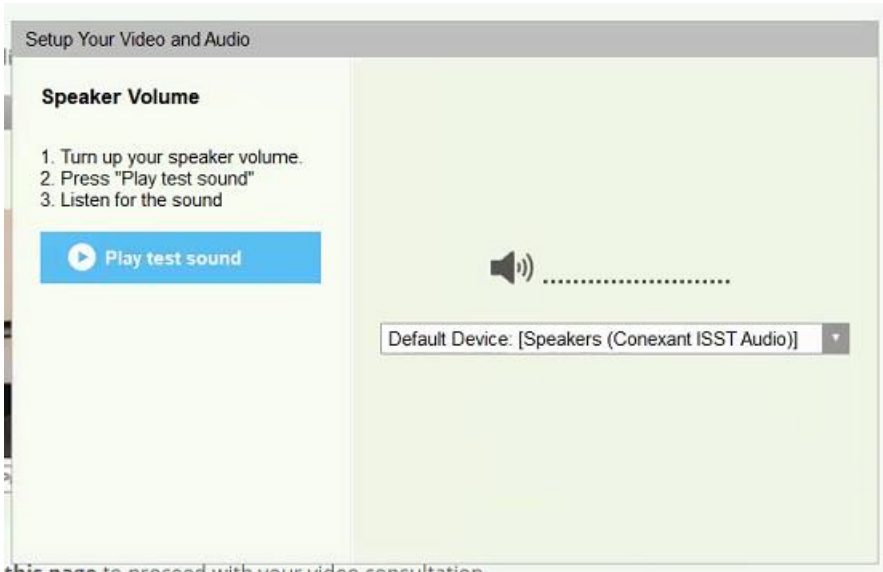 Setup Your Video and Audio
Speaker Volume
1. Turn up your speaker volume.
2. Press "Play test sound"
3. Listen for the sound
Play test sound
Default Device: [Speakers (Conexant ISST Audio)]
this page to proceed with your video consultation